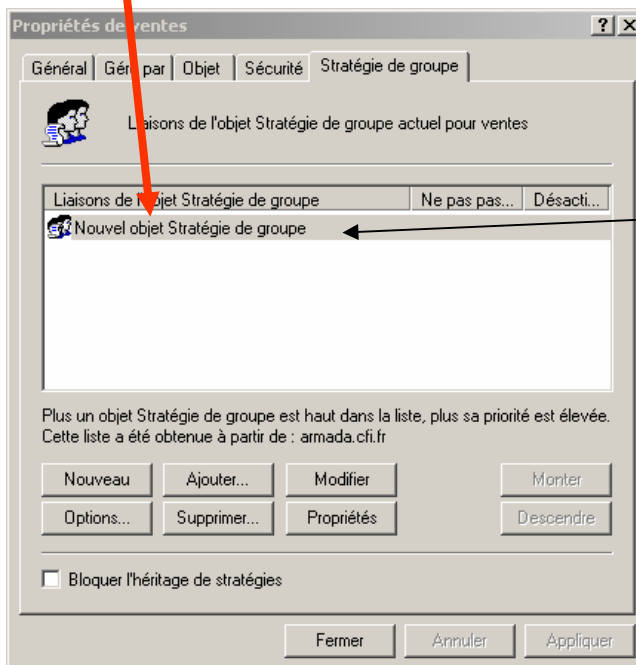 Propriétés de ventes
Général Géré par Objet Sécurité Stratégie de groupe
Liaisons de l'objet Stratégie de groupe actuel pour ventes
Liaisons de l'objet Stratégie de groupe Ne pas pas... Désacti...
Nouvel objet Stratégie de groupe
Plus un objet Stratégie de groupe est haut dans la liste, plus sa priorité est élevée.
Cette liste a été obtenue à partir de : armada.cfi.fr
Nouveau Ajouter... Modifier Monter
Options... Supprimer... Propriétés Descendre
Bloquer l'héritage de stratégies
Fermer Annuler Appliquer